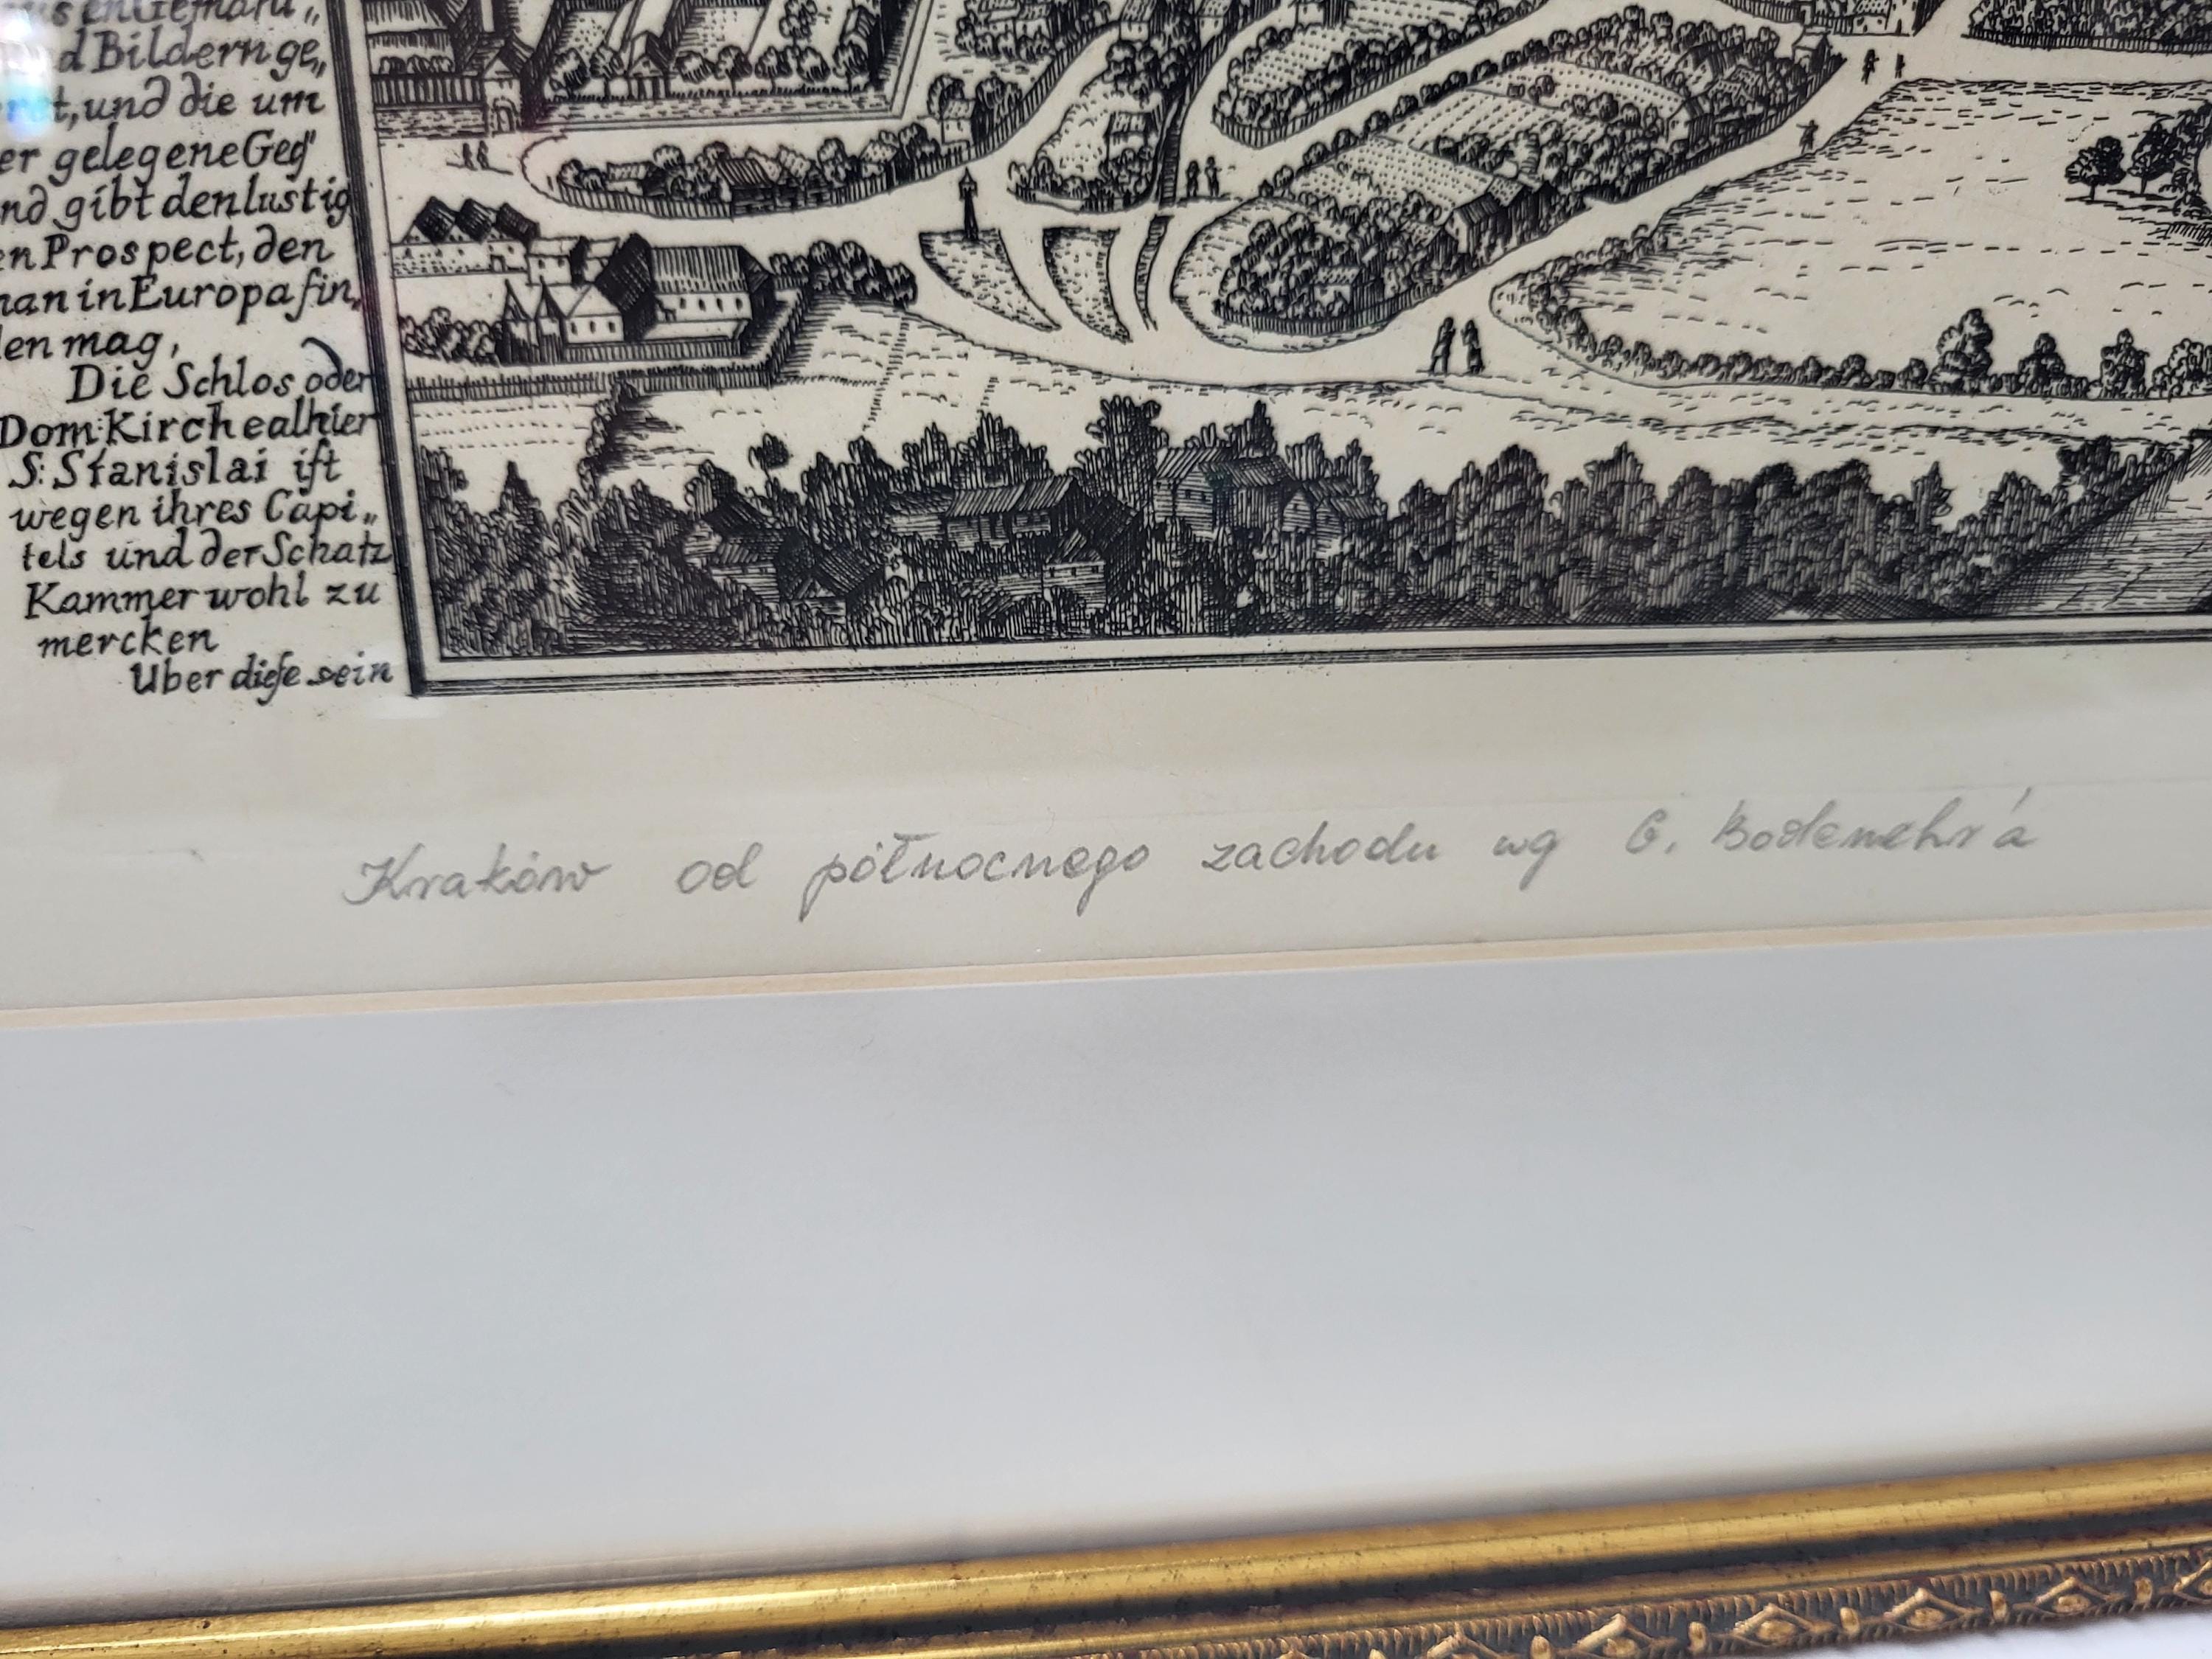 d Bildern ge„
und die um
er gelegene Geg"
nd gibt den lustig
en Prospect, den
man in Europa fin„
den mag,
Die Schlos oder
Dom: Kirche alhier
S: Stanislai ist
wegen ihres Capi„
tels und der Schatz
Kammer wohl zu
mercken
Uber diese sein
Kraków od północnego zachodu wg G. Bodenehr'a